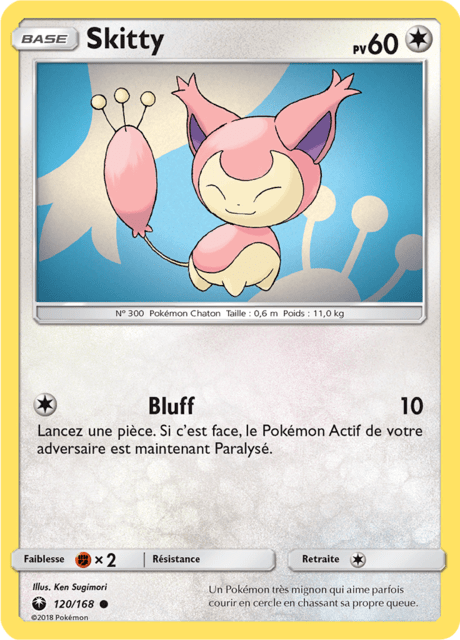 BASE Skitty PV60
N° 300 Pokémon Chaton Taille : 0,6 m Poids : 11,0 kg
Bluff 10
Lancez une pièce. Si c'est face, le Pokémon Actif de votre
adversaire est maintenant Paralysé.
Faiblesse ×2 Résistance Retraite
Illus. Ken Sugimori
120/168
©2018 Pokémon
Un Pokémon très mignon qui aime parfois
courir en cercle en chassant sa propre queue.